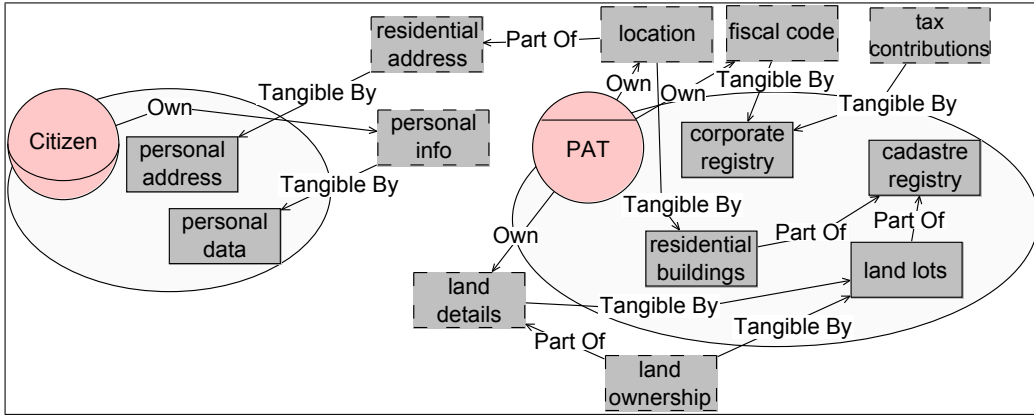 residential
address
Part Of
location
fiscal code
tax
contributions
Own
Own
Tangible By
Tangible By
Tangible By
Citizen
Own
personal
info
personal
address
PAT
corporate
registry
cadastre
registry
Tangible By
personal
data
Tangible By
Own
residential
buildings
Part Of
Part Of
land lots
land
details
Tangible By
Tangible By
Part Of
land
ownership